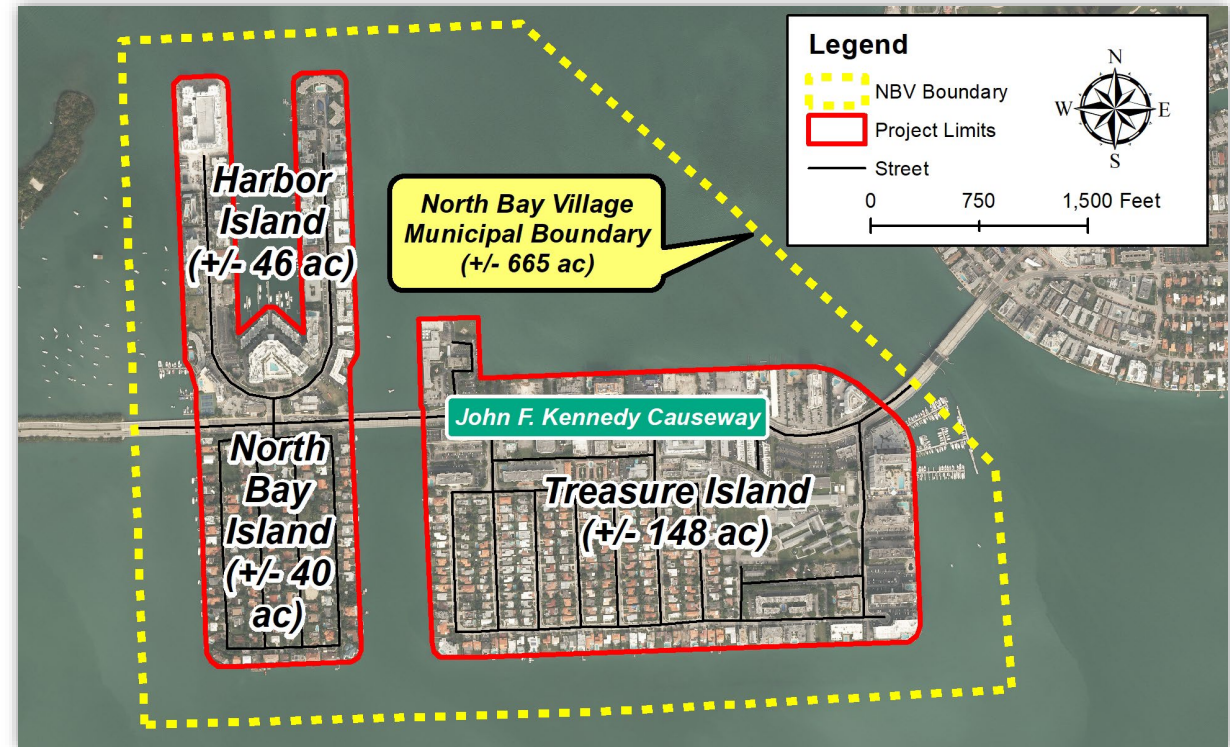 Legend
NBV Boundary
Project Limits
Street
0 750 1,500 Feet
N
W E
S
Harbor
Island
(+/- 46 ac)
North Bay Village
Municipal Boundary
(+/- 665 ac)
John F. Kennedy Causeway
North
Bay
Island
(+/- 40
ac)
Treasure Island
(+/- 148 ac)